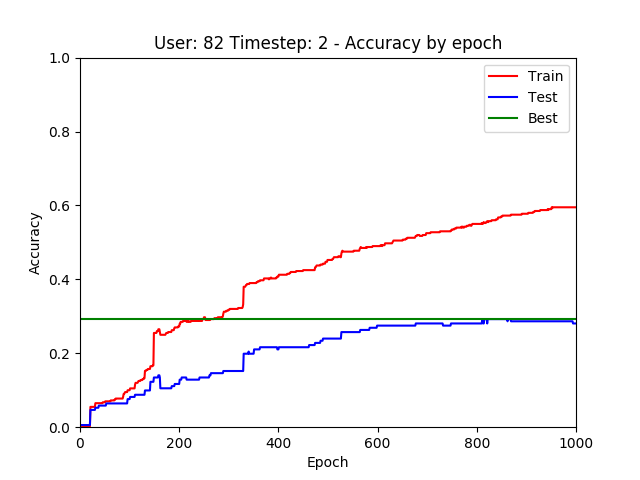 User: 82 Timestep: 2 - Accuracy by epoch
1.0
0.8
0.6
0.4
0.2
0.0
Accuracy
Train
Test
Best
0 200 400 600 800 1000
Epoch